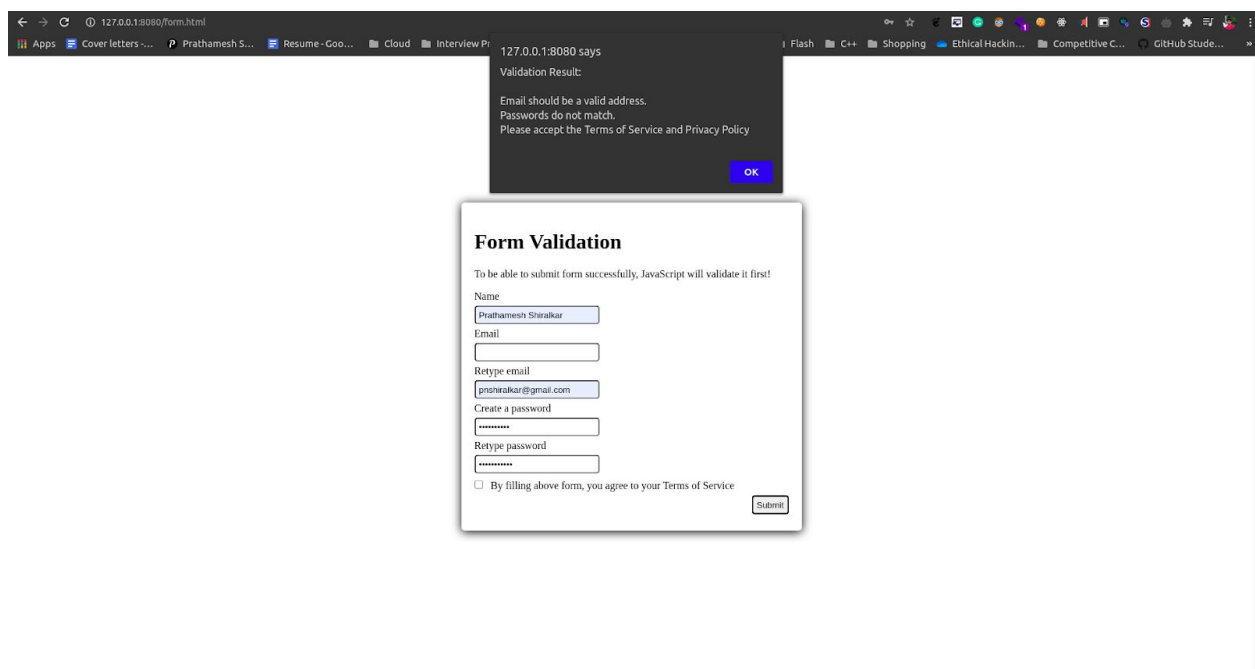 127.0.0.1:8080/form.html
Apps Cover letters -... Prathamesh S... Resume - Goo... Cloud Interview Pr Flash C++ Shopping Ethical Hackin... Competitive C... GitHub Stude... »
127.0.0.1:8080 says
Validation Result:
Email should be a valid address.
Passwords do not match.
Please accept the Terms of Service and Privacy Policy
OK
Form Validation
To be able to submit form successfully, JavaScript will validate it first!
Name
Prathamesh Shiralkar
Email
Retype email
pnshiralkar@gmail.com
Create a password
••••••••••
Retype password
•••••••••••
By filling above form, you agree to your Terms of Service
Submit